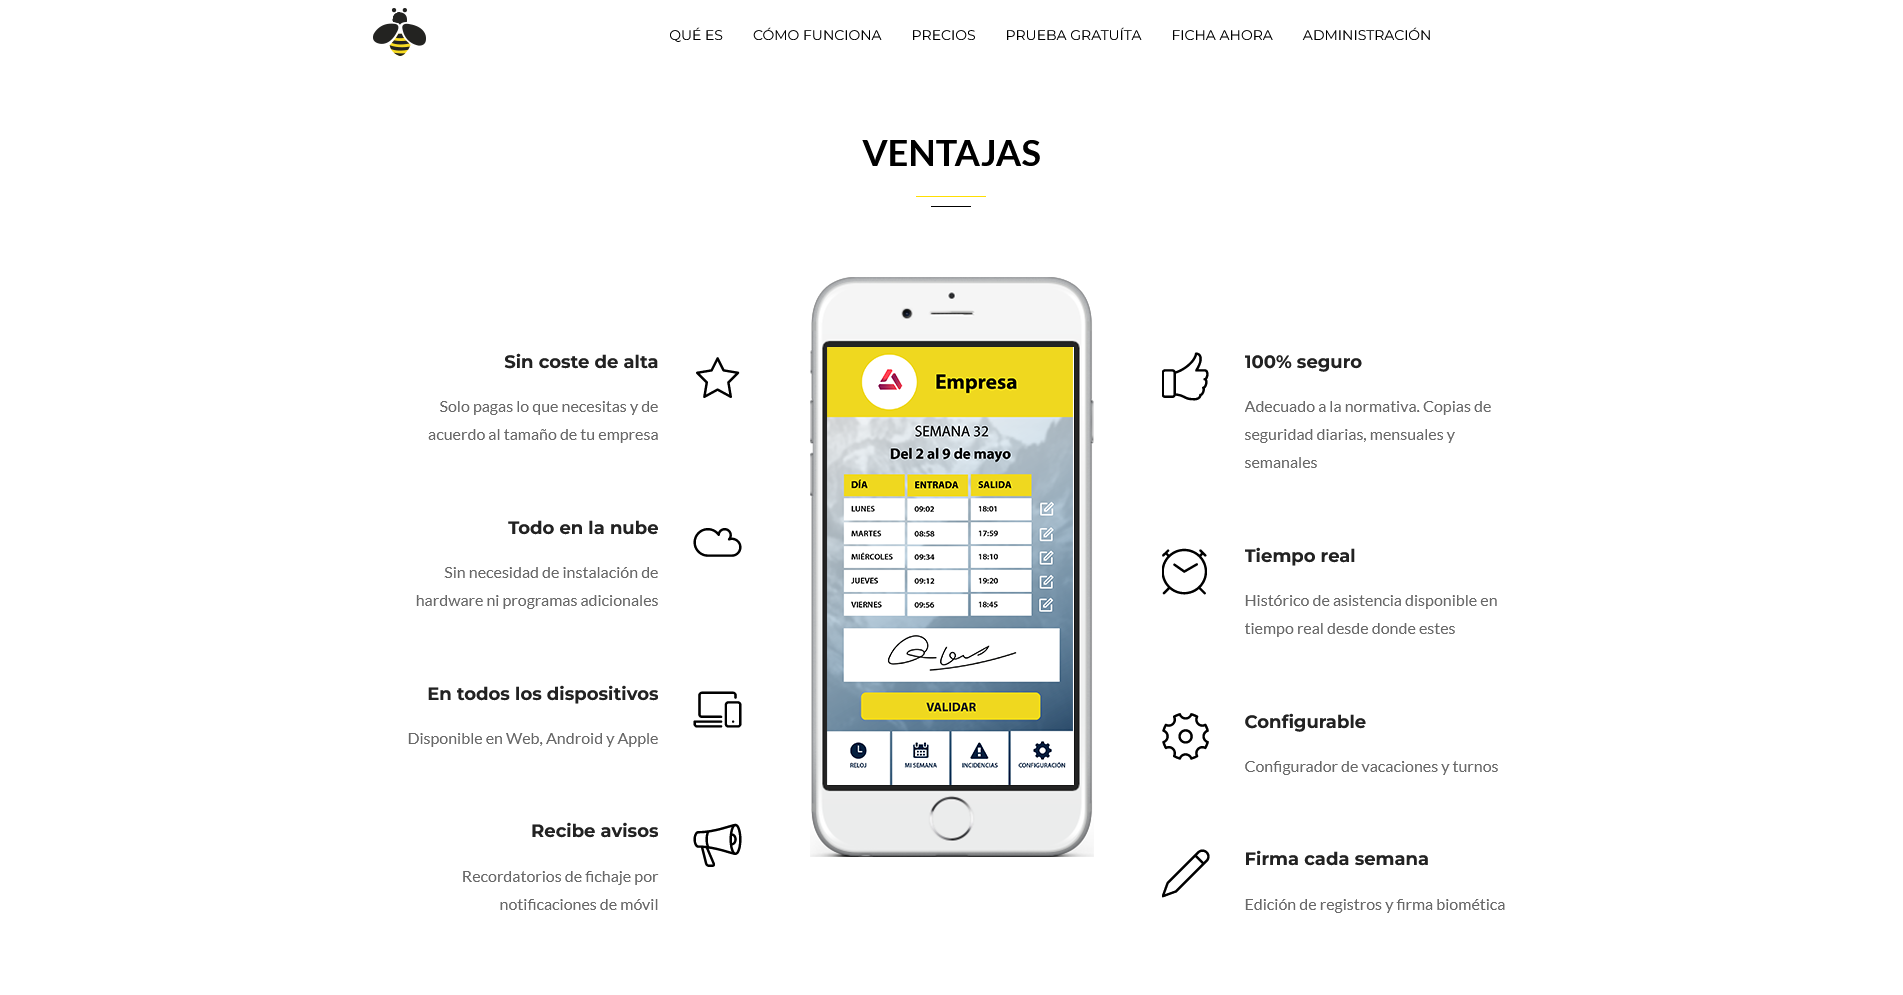 QUÉ ES CÓMO FUNCIONA PRECIOS PRUEBA GRATUÍTA FICHA AHORA ADMINISTRACIÓN
VENTAJAS
Sin coste de alta
Solo pagas lo que necesitas y de
acuerdo al tamaño de tu empresa
Todo en la nube
Sin necesidad de instalación de
hardware ni programas adicionales
En todos los dispositivos
Disponible en Web, Android y Apple
Recibe avisos
Recordatorios de fichaje por
notificaciones de móvil
Empresa
SEMANA 32
Del 2 al 9 de mayo
DÍA ENTRADA SALIDA
LUNES 09:02 18:01
MARTES 08:58 17:59
MIÉRCOLES 09:34 18:10
JUEVES 09:12 19:20
VIERNES 09:56 18:45
VALIDAR
RELOJ MI SEMANA INCIDENCIAS CONFIGURACIÓN
100% seguro
Adecuado a la normativa. Copias de
seguridad diarias, mensuales y
semanales
Tiempo real
Histórico de asistencia disponible en
tiempo real desde donde estes
Configurable
Configurador de vacaciones y turnos
Firma cada semana
Edición de registros y firma biomética